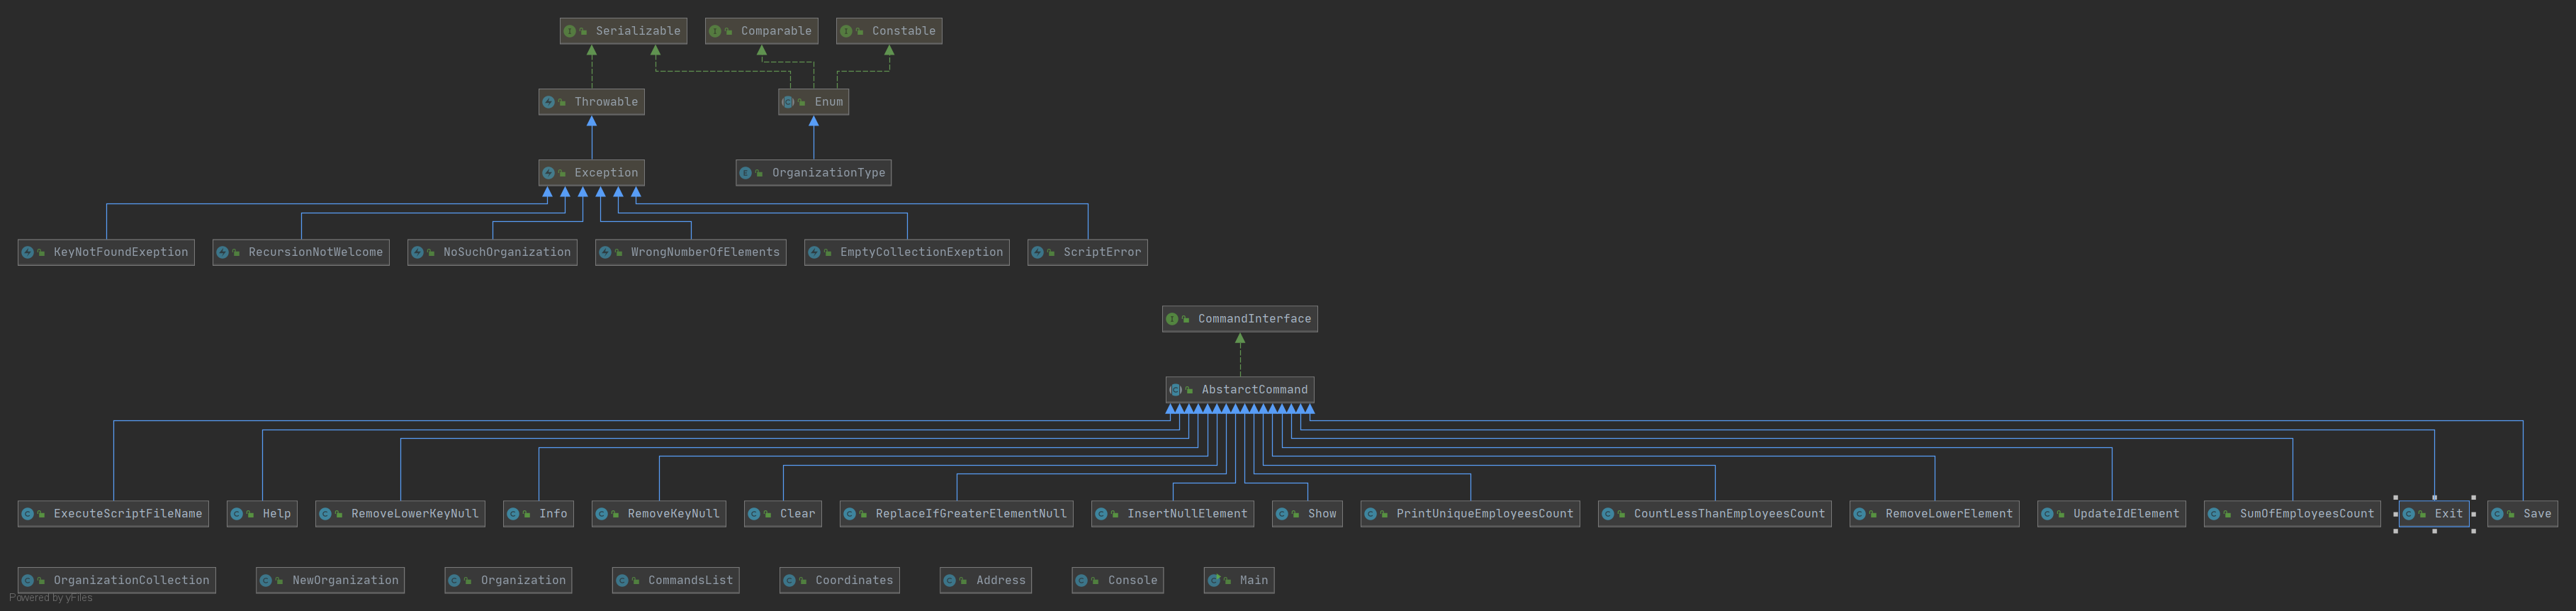 Serializable Comparable Constable
Throwable Enum
Exception OrganizationType
KeyNotFoundExeption RecursionNotWelcome NoSuchOrganization WrongNumberOfElements EmptyCollectionExeption ScriptError
CommandInterface
AbstarctCommand
ExecuteScriptFileName Help RemoveLowerKeyNull Info RemoveKeyNull Clear ReplaceIfGreaterElementNull InsertNullElement Show PrintUniqueEmployeesCount CountLessThanEmployeesCount RemoveLowerElement UpdateIdElement SumOfEmployeesCount Exit Save
OrganizationCollection NewOrganization Organization CommandsList Coordinates Address Console Main
Powered by yFiles